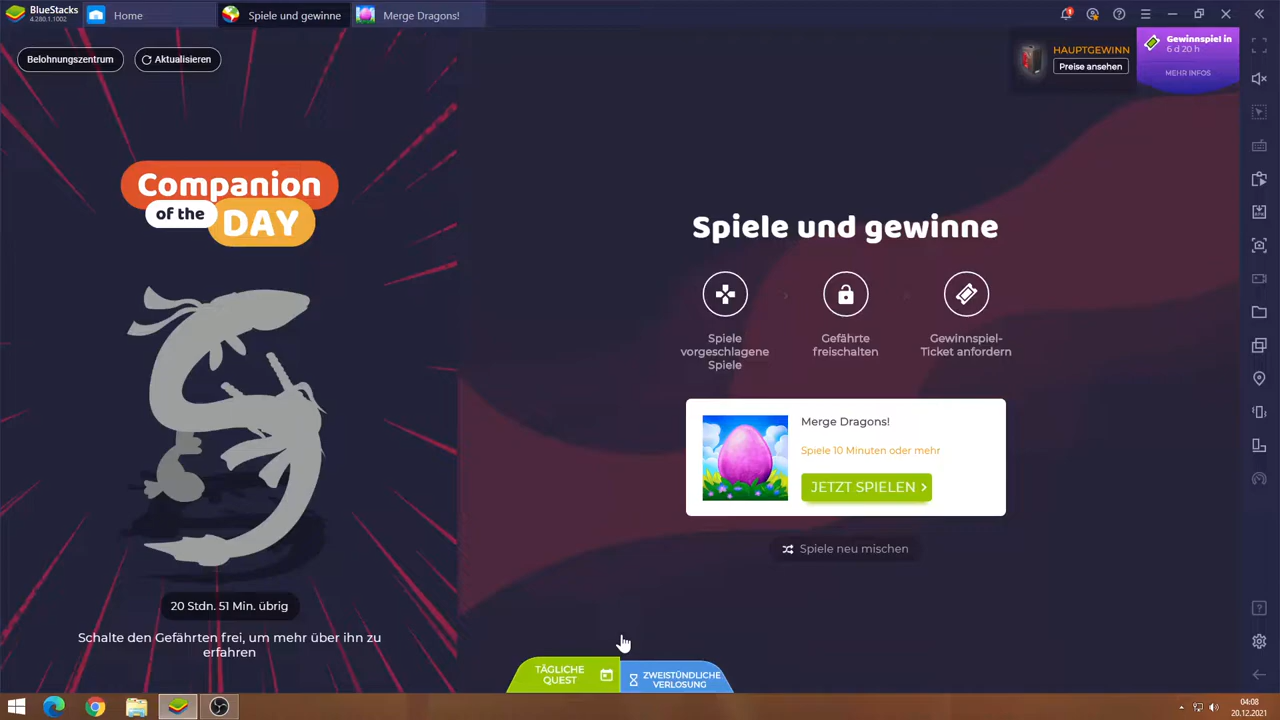 BlueStacks
4.280.1.1002
Home
Spiele und gewinne
Merge Dragons!
Belohnungszentrum
Aktualisieren
HAUPTGEWINN
Preise ansehen
Gewinnspiel in
6 d 20 h
MEHR INFOS
Companion
of the
DAY
20 Stdn. 51 Min. übrig
Schalte den Gefährten frei, um mehr über ihn zu
erfahren
Spiele und gewinne
Spiele
vorgeschlagene
Spiele
Gefährte
freischalten
Gewinnspiel-
Ticket anfordern
Merge Dragons!
Spiele 10 Minuten oder mehr
JETZT SPIELEN
Spiele neu mischen
TÄGLICHE
QUEST
ZWEISTÜNDLICHE
VERLOSUNG
04:08
20.12.2021